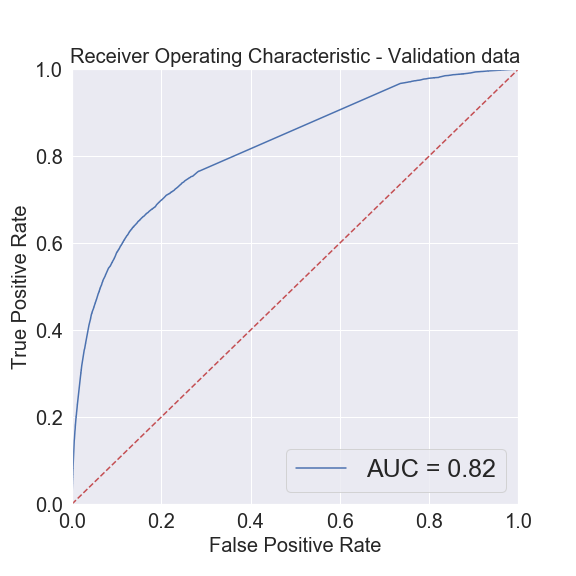 Receiver Operating Characteristic - Validation data
1.0
0.8
0.6
0.4
0.2
0.0
True Positive Rate
AUC = 0.82
0.0 0.2 0.4 0.6 0.8 1.0
False Positive Rate